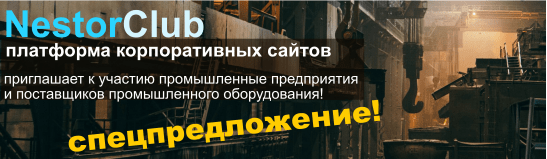 NestorClub
платформа корпоративных сайтов
приглашает к участию промышленные предприятия
и поставщиков промышленного оборудования!
спецпредложение!